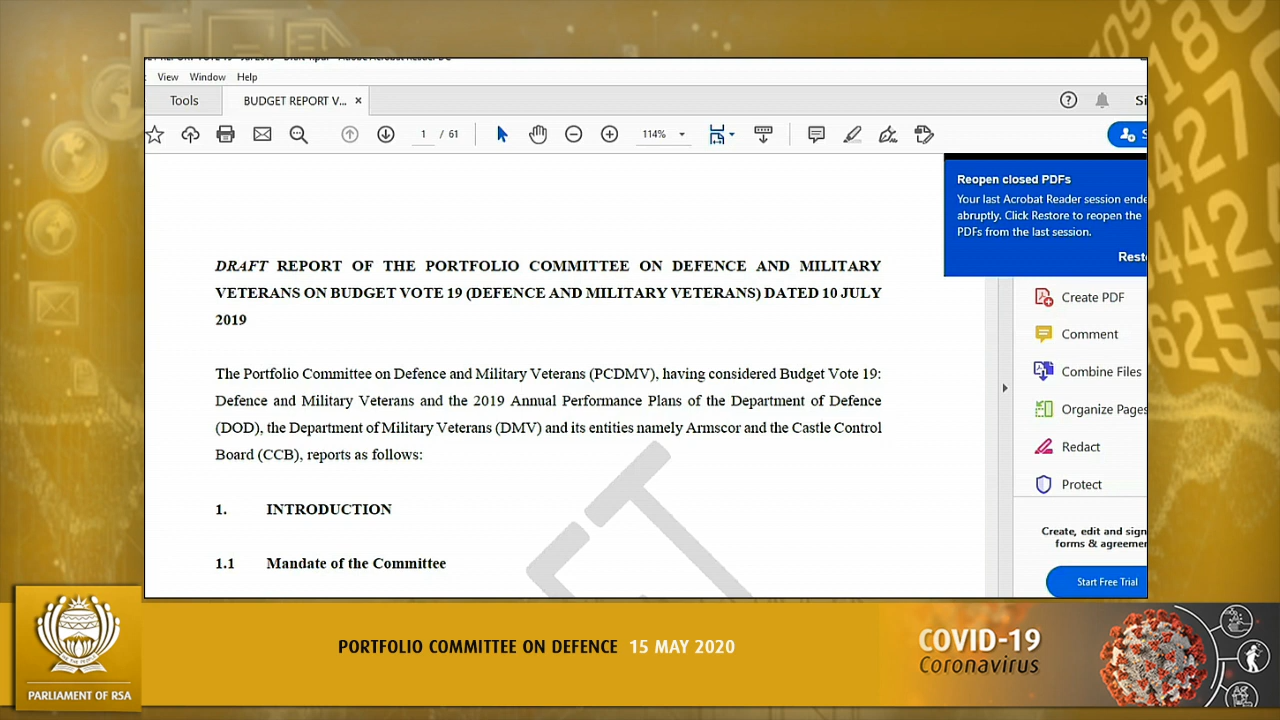 View Window Help
Tools BUDGET REPORT V... ×
1 / 61 114%
Reopen closed PDFs
Your last Acrobat Reader session ende
abruptly. Click Restore to reopen the
PDFs from the last session.
Resto
DRAFT REPORT OF THE PORTFOLIO COMMITTEE ON DEFENCE AND MILITARY
VETERANS ON BUDGET VOTE 19 (DEFENCE AND MILITARY VETERANS) DATED 10 JULY
2019
The Portfolio Committee on Defence and Military Veterans (PCDMV), having considered Budget Vote 19:
Defence and Military Veterans and the 2019 Annual Performance Plans of the Department of Defence
(DOD), the Department of Military Veterans (DMV) and its entities namely Armscor and the Castle Control
Board (CCB), reports as follows:
1. INTRODUCTION
1.1 Mandate of the Committee
Create PDF
Comment
Combine Files
Organize Pages
Redact
Protect
Create, edit and sign
forms & agreemen
Start Free Trial
PORTFOLIO COMMITTEE ON DEFENCE 15 MAY 2020
COVID-19
Coronavirus
PARLIAMENT OF RSA